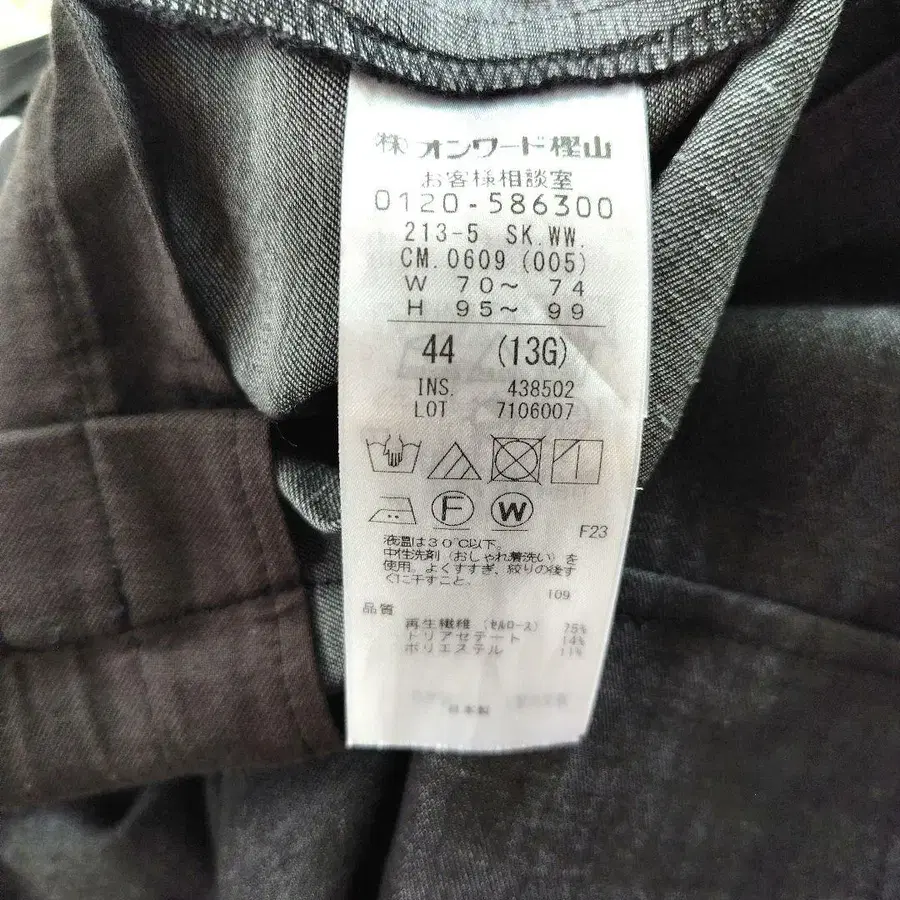 ㈱オンワード樫山
お客様相談室
0120-586300
213-5 SK.WW.
CM.0609 (005)
W 70～ 74
H 95～ 99
44 (13G)
INS. 438502
LOT 7106007
F W
F23
液温は30℃以下。
中性洗剤（おしゃれ着洗い）を
使用。よくすすぎ、絞りの後す
ぐに干すこと。
109
品質
再生繊維 (ｾﾙﾛｰｽ) 75%
トリアセテート 14%
ポリエステル 11%
日本製